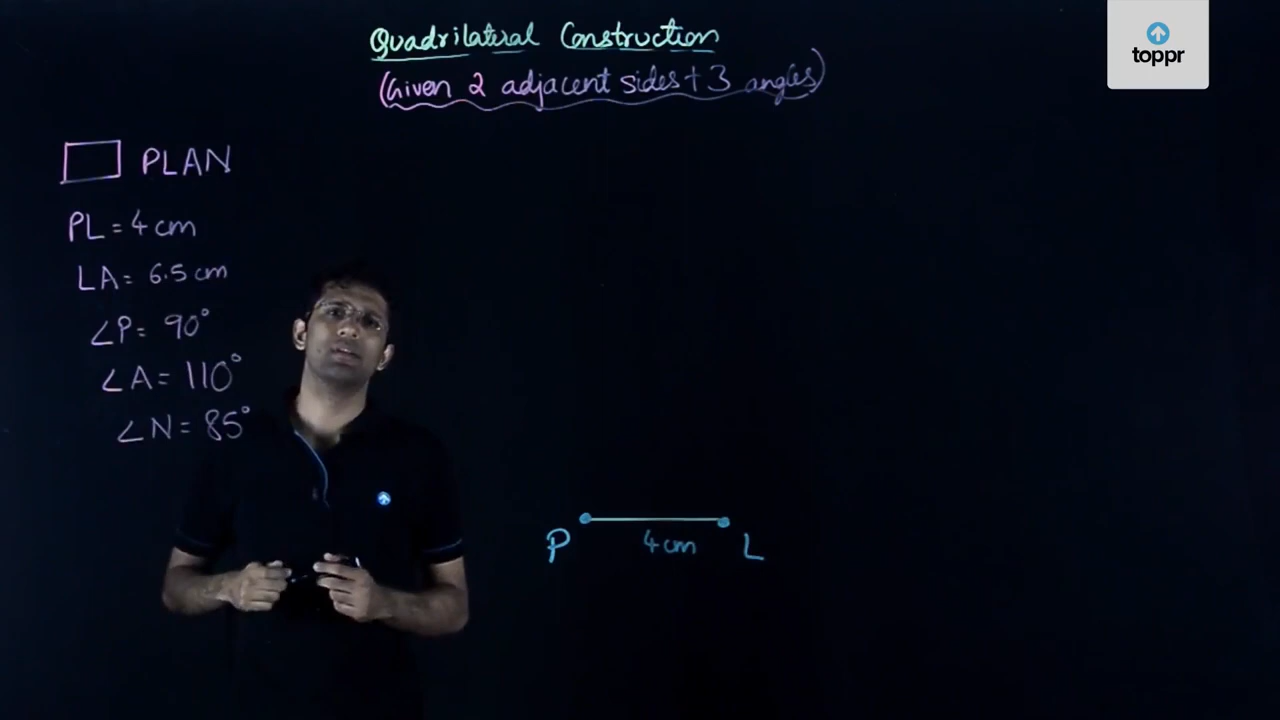 Quadrilateral Construction
(Given 2 adjacent sides + 3 angles)
toppr
PLAN
PL = 4 cm
LA = 6.5 cm
∠P = 90°
∠A = 110°
∠N = 85°
P 4 cm L